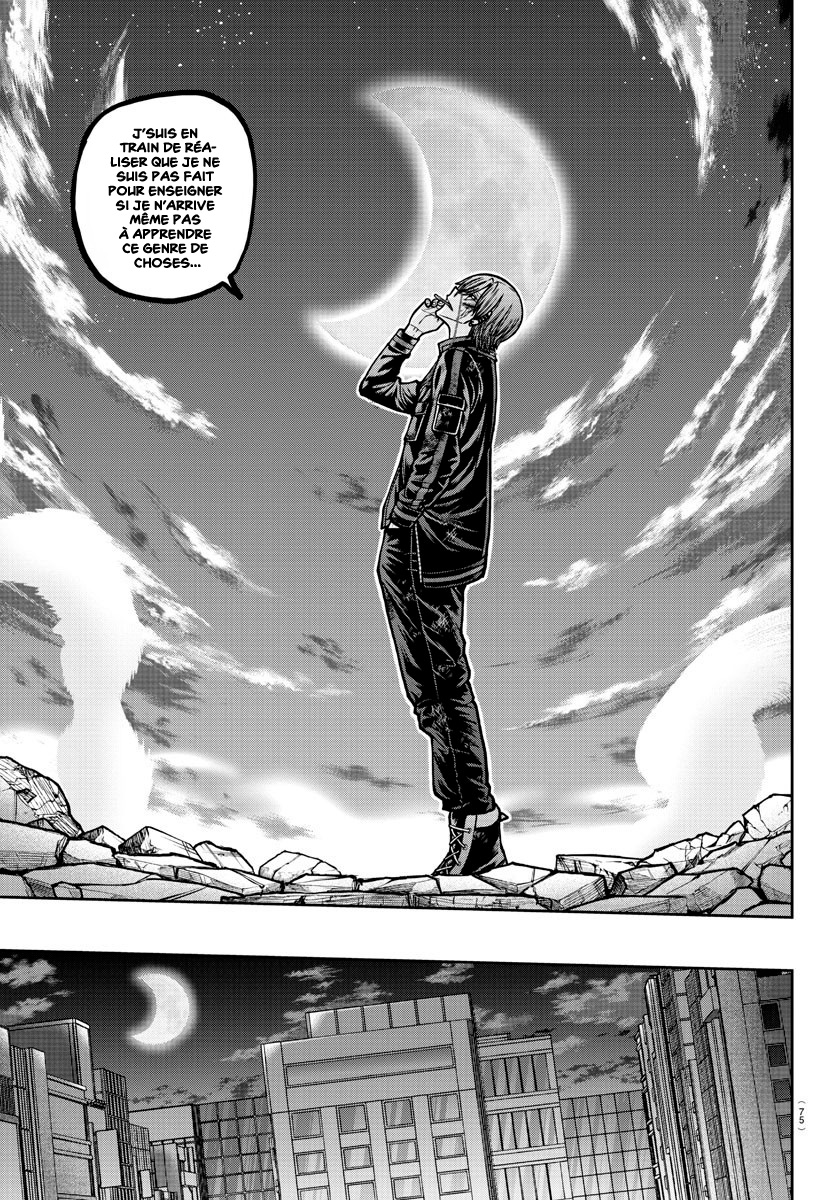 J'SUIS EN
TRAIN DE RÉA-
LISER QUE JE NE
SUIS PAS FAIT
POUR ENSEIGNER
SI JE N'ARRIVE
MÊME PAS
À APPRENDRE
CE GENRE DE
CHOSES...
(75)